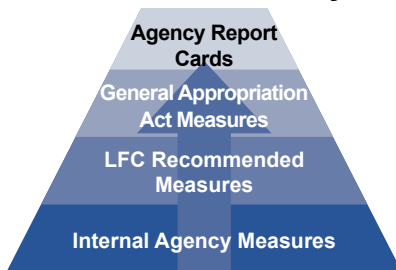 Agency Report
Cards
General Appropriation
Act Measures
LFC Recommended
Measures
Internal Agency Measures